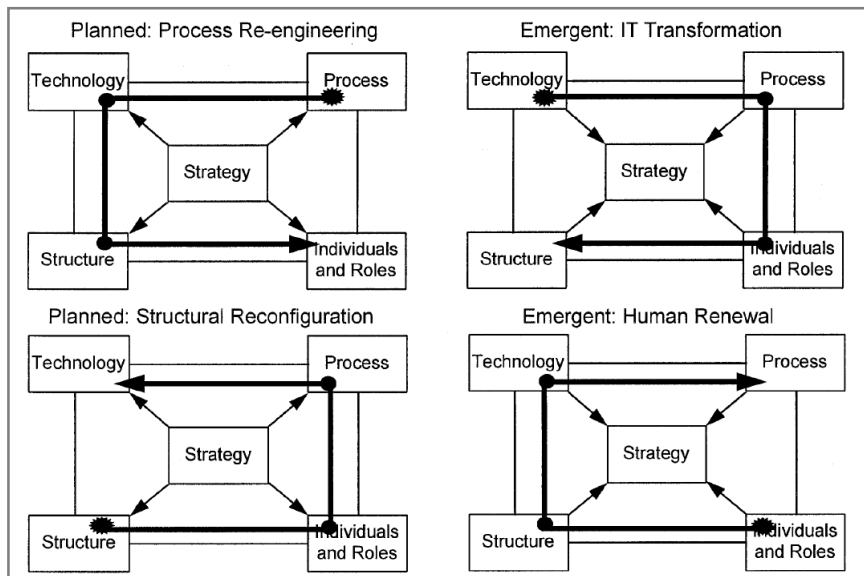 Planned: Process Re-engineering
Technology
Process
Strategy
Structure
Individuals
and Roles
Emergent: IT Transformation
Technology
Process
Strategy
Structure
Individuals
and Roles
Planned: Structural Reconfiguration
Technology
Process
Strategy
Structure
Individuals
and Roles
Emergent: Human Renewal
Technology
Process
Strategy
Structure
Individuals
and Roles